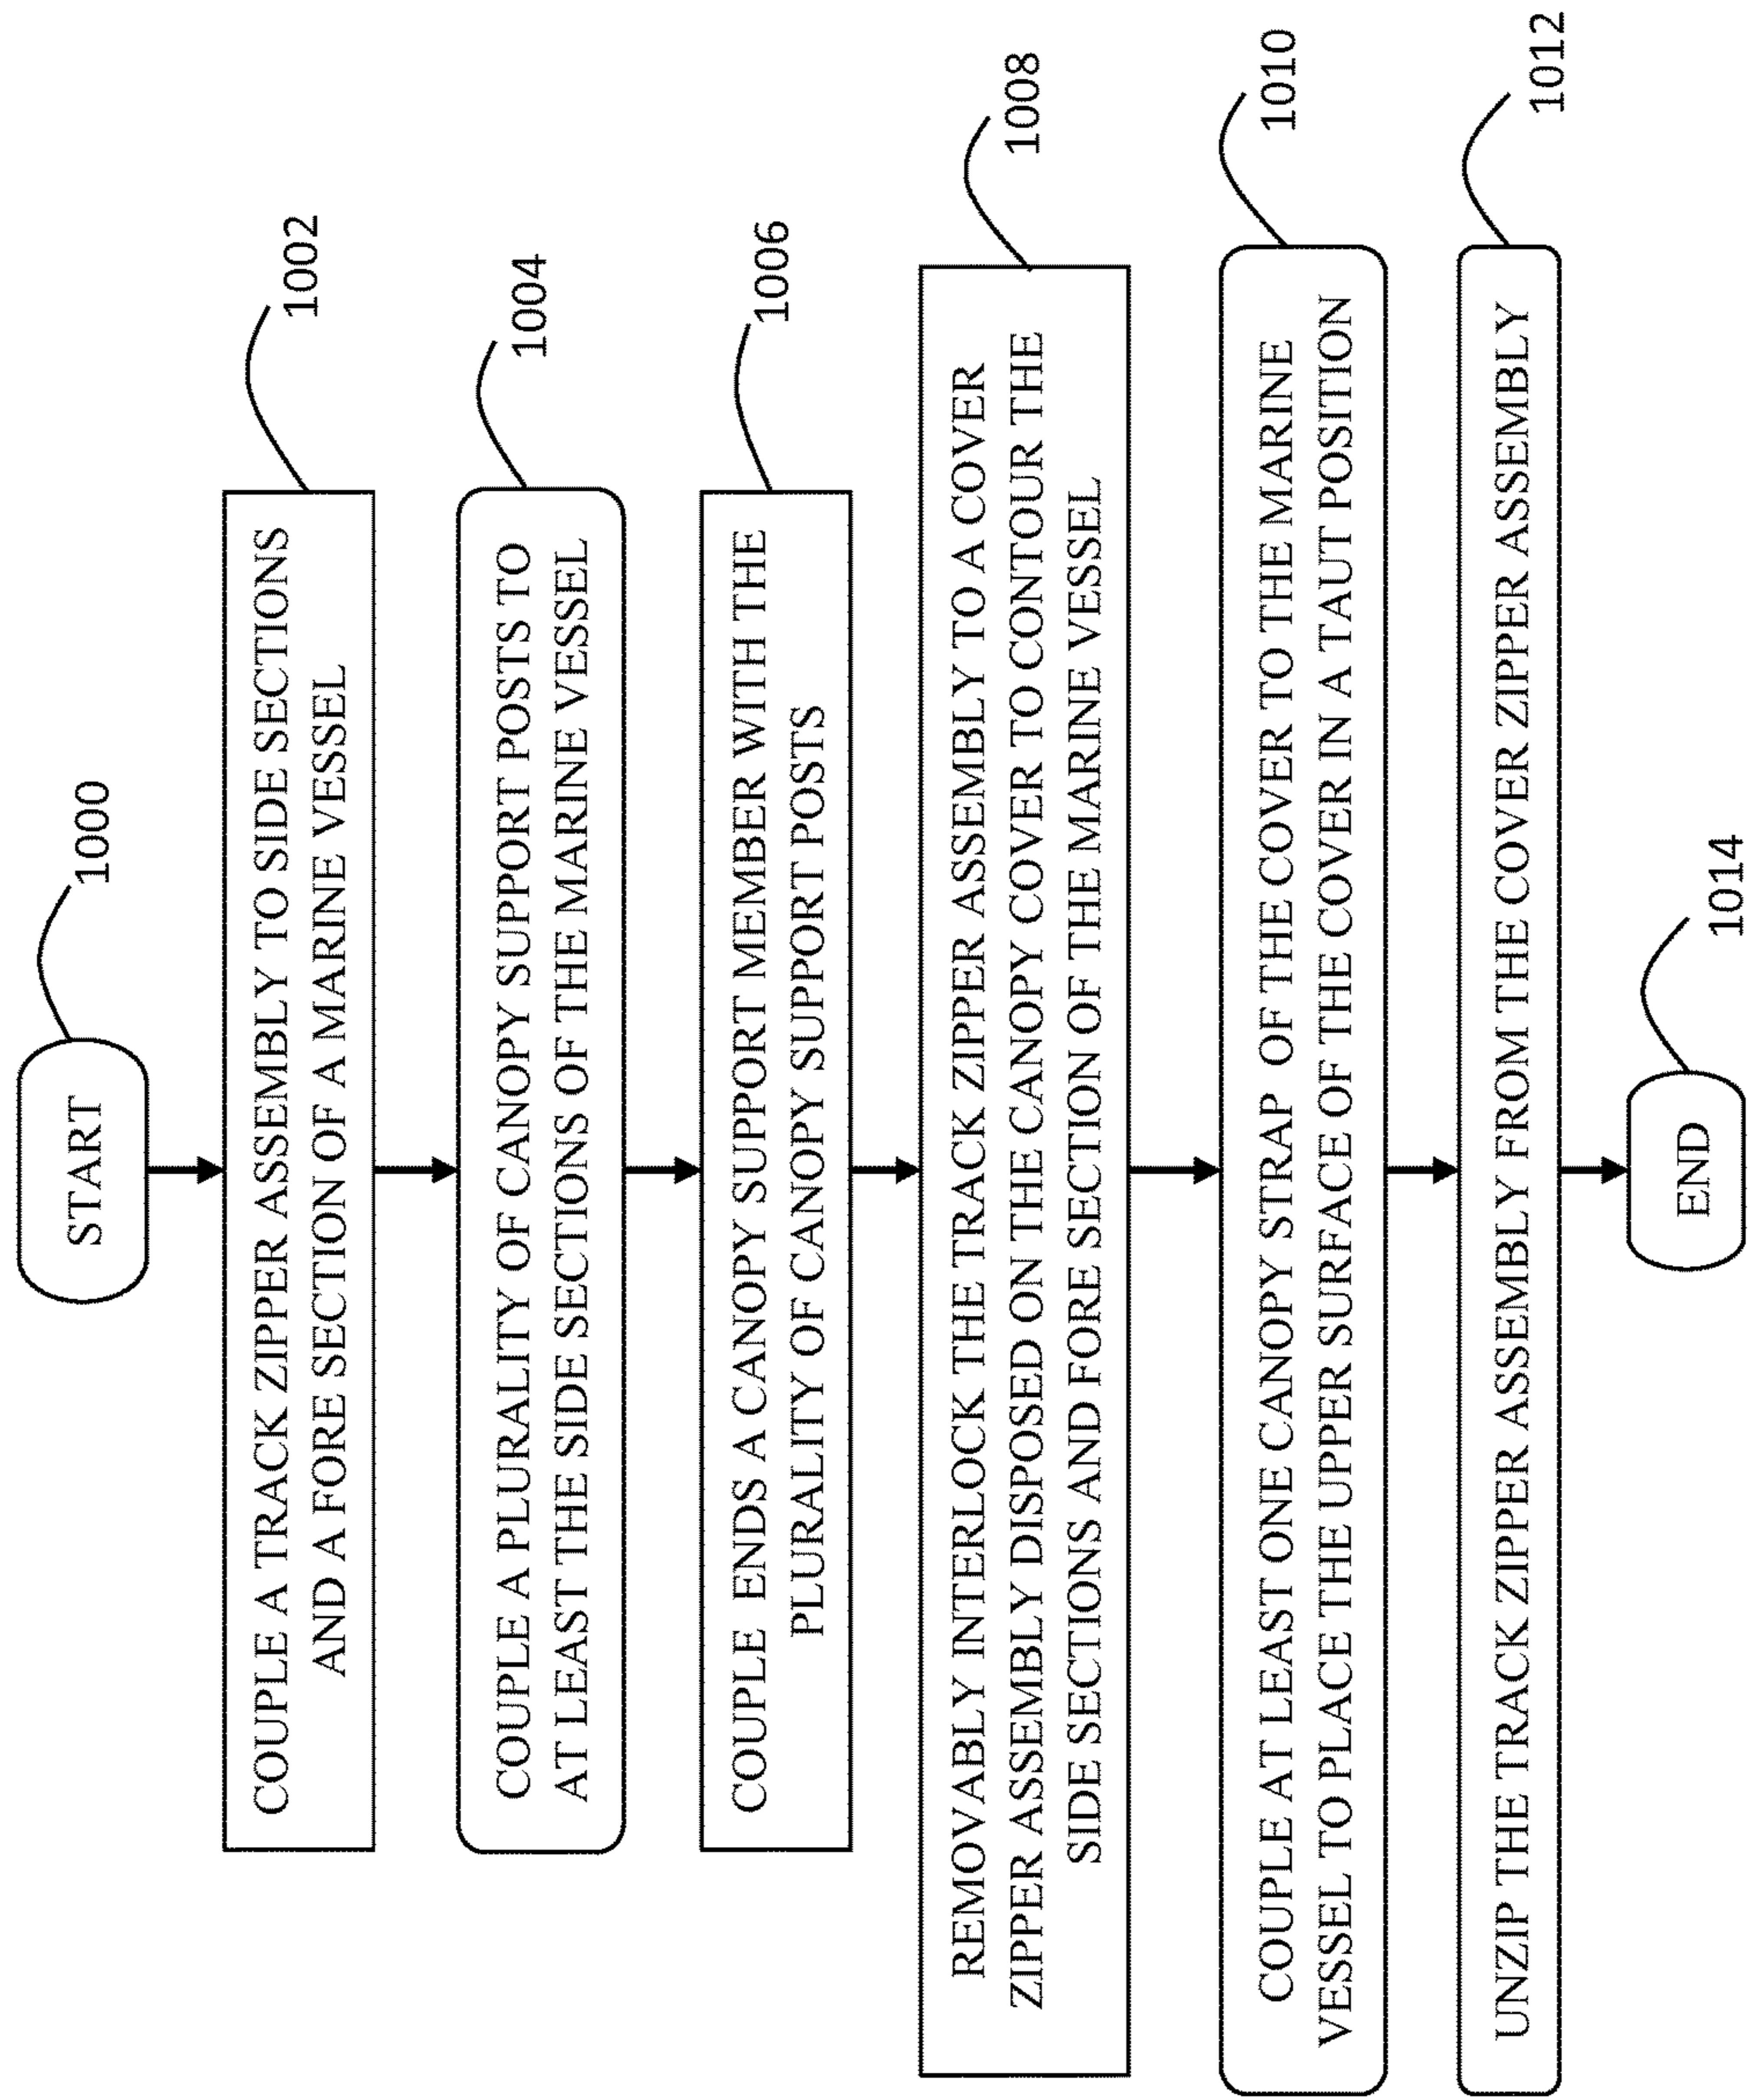 START
1000
COUPLE A TRACK ZIPPER ASSEMBLY TO SIDE SECTIONS
AND A FORE SECTION OF A MARINE VESSEL
1002
COUPLE A PLURALITY OF CANOPY SUPPORT POSTS TO
AT LEAST THE SIDE SECTIONS OF THE MARINE VESSEL
1004
COUPLE ENDS A CANOPY SUPPORT MEMBER WITH THE
PLURALITY OF CANOPY SUPPORT POSTS
1006
REMOVABLY INTERLOCK THE TRACK ZIPPER ASSEMBLY TO A COVER
ZIPPER ASSEMBLY DISPOSED ON THE CANOPY COVER TO CONTOUR THE
SIDE SECTIONS AND FORE SECTION OF THE MARINE VESSEL
1008
COUPLE AT LEAST ONE CANOPY STRAP OF THE COVER TO THE MARINE
VESSEL TO PLACE THE UPPER SURFACE OF THE COVER IN A TAUT POSITION
1010
UNZIP THE TRACK ZIPPER ASSEMBLY FROM THE COVER ZIPPER ASSEMBLY
1012
END
1014